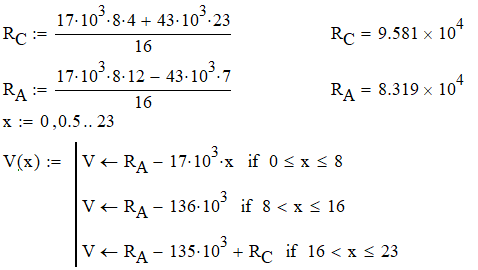 R_C := (17·10^3·8·4 + 43·10^3·23)/16    R_C = 9.581 × 10^4
R_A := (17·10^3·8·12 − 43·10^3·7)/16    R_A = 8.319 × 10^4
x := 0 , 0.5 .. 23
V(x) := | V ← R_A − 17·10^3·x if 0 ≤ x ≤ 8
V ← R_A − 136·10^3 if 8 < x ≤ 16
V ← R_A − 135·10^3 + R_C if 16 < x ≤ 23